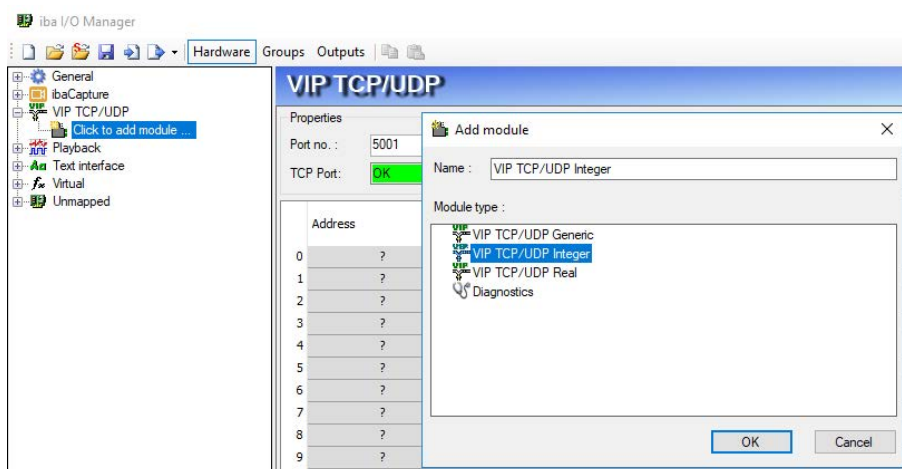 iba I/O Manager
Hardware Groups Outputs
General
ibaCapture
VIP TCP/UDP
Click to add module ...
Playback
Text interface
Virtual
Unmapped
VIP TCP/UDP
Properties
Port no. : 5001
TCP Port: OK
Address
0 ?
1 ?
2 ?
3 ?
4 ?
5 ?
6 ?
7 ?
8 ?
9 ?
Add module
Name : VIP TCP/UDP Integer
Module type :
VIP TCP/UDP Generic
VIP TCP/UDP Integer
VIP TCP/UDP Real
Diagnostics
OK Cancel